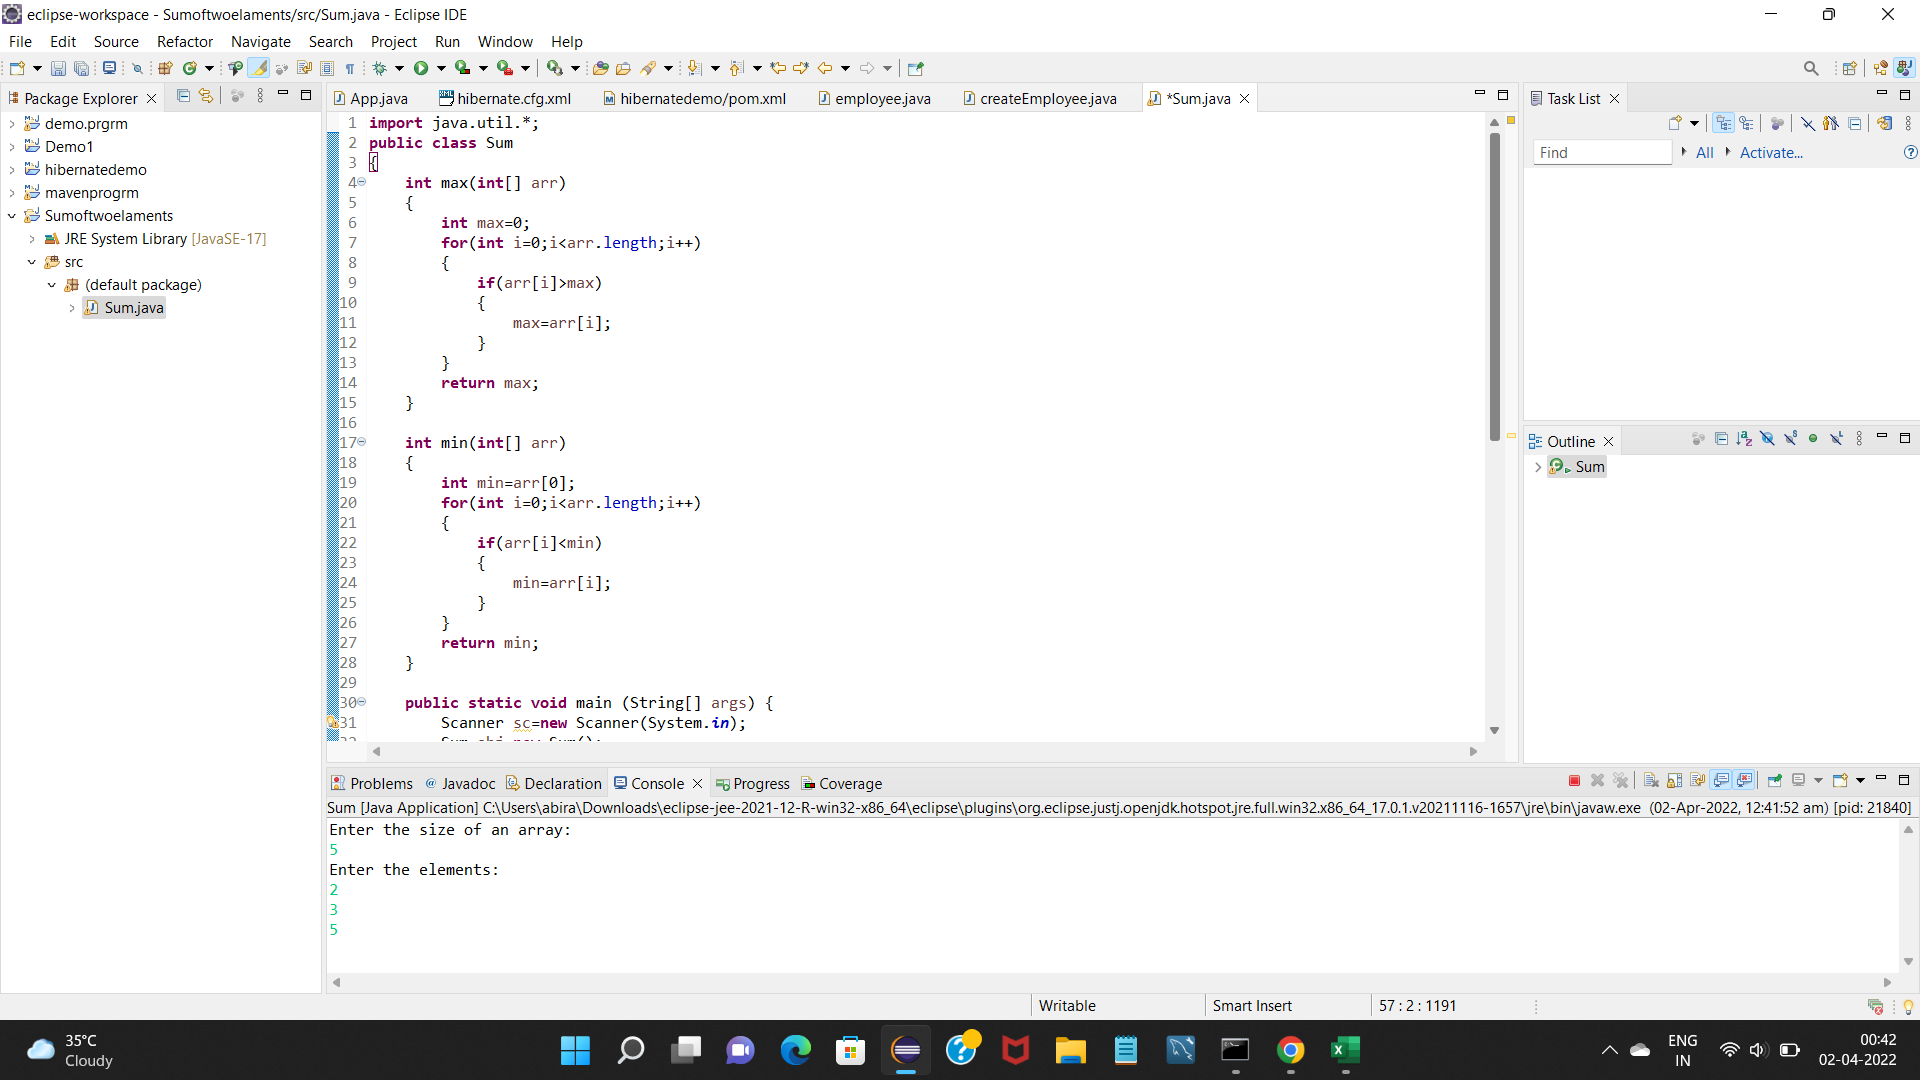 eclipse-workspace - Sumoftwoelaments/src/Sum.java - Eclipse IDE
File Edit Source Refactor Navigate Search Project Run Window Help
Package Explorer
demo.prgrm
Demo1
hibernatedemo
mavenprogrm
Sumoftwoelaments
JRE System Library [JavaSE-17]
src
(default package)
Sum.java
App.java hibernate.cfg.xml hibernatedemo/pom.xml employee.java createEmployee.java *Sum.java
1 import java.util.*;
2 public class Sum
3 {
4 int max(int[] arr)
5 {
6 int max=0;
7 for(int i=0;i<arr.length;i++)
8 {
9 if(arr[i]>max)
10 {
11 max=arr[i];
12 }
13 }
14 return max;
15 }
16
17 int min(int[] arr)
18 {
19 int min=arr[0];
20 for(int i=0;i<arr.length;i++)
21 {
22 if(arr[i]<min)
23 {
24 min=arr[i];
25 }
26 }
27 return min;
28 }
29
30 public static void main (String[] args) {
31 Scanner sc=new Scanner(System.in);
Task List
Find All Activate...
Outline
Sum
Problems Javadoc Declaration Console Progress Coverage
Sum [Java Application] C:\Users\abira\Downloads\eclipse-jee-2021-12-R-win32-x86_64\eclipse\plugins\org.eclipse.justj.openjdk.hotspot.jre.full.win32.x86_64_17.0.1.v20211116-1657\jre\bin\javaw.exe (02-Apr-2022, 12:41:52 am) [pid: 21840]
Enter the size of an array:
5
Enter the elements:
2
3
5
Writable Smart Insert 57 : 2 : 1191
35°C
Cloudy
ENG
IN
00:42
02-04-2022